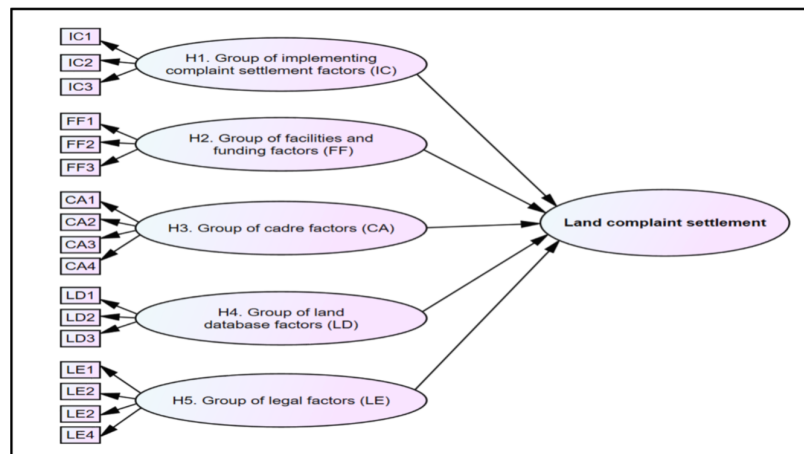 IC1
IC2
IC3
H1. Group of implementing
complaint settlement factors (IC)
FF1
FF2
FF3
H2. Group of facilities and
funding factors (FF)
CA1
CA2
CA3
CA4
H3. Group of cadre factors (CA)
Land complaint settlement
LD1
LD2
LD3
H4. Group of land
database factors (LD)
LE1
LE2
LE2
LE4
H5. Group of legal factors (LE)